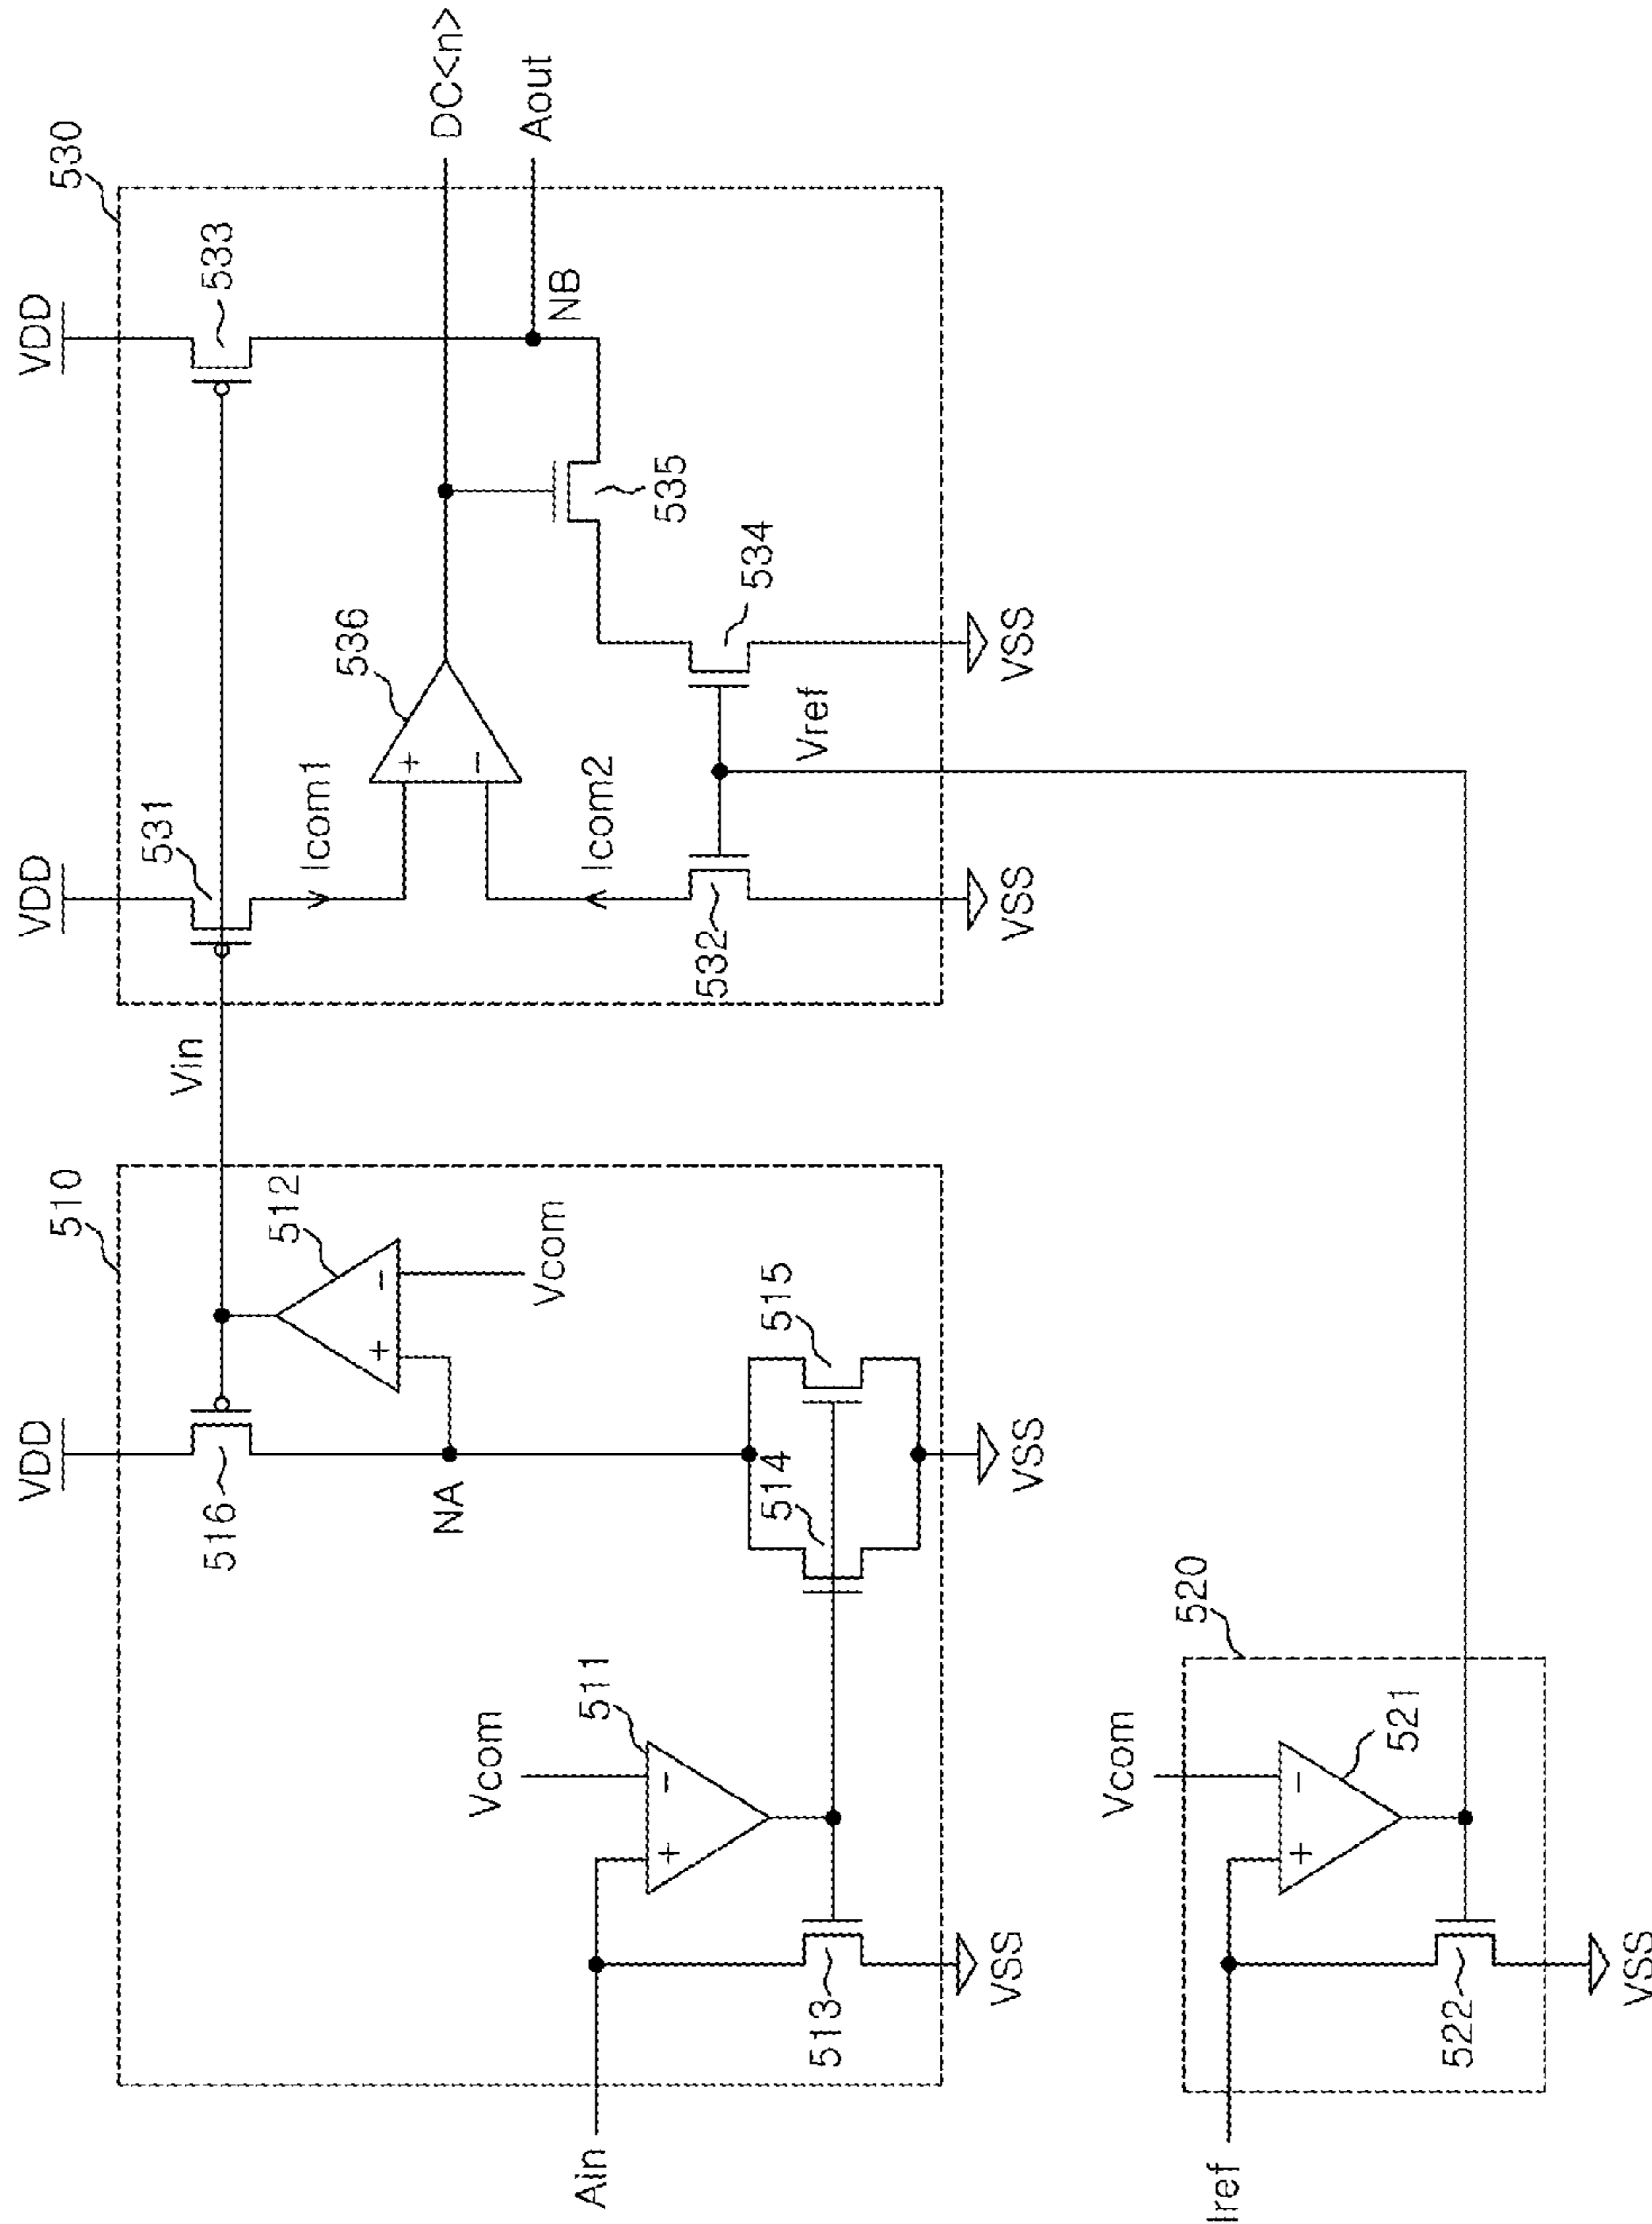 510
VDD
516
NA
512
+
-
Vcom
Vin
Vcom
511
+
-
Ain
513
VSS
514
515
VSS
530
VDD
531
Icom1
536
+
-
Icom2
532
VSS
Vref
534
VSS
535
VDD
533
NB
DC<n>
Aout
520
Vcom
521
+
-
Iref
522
VSS